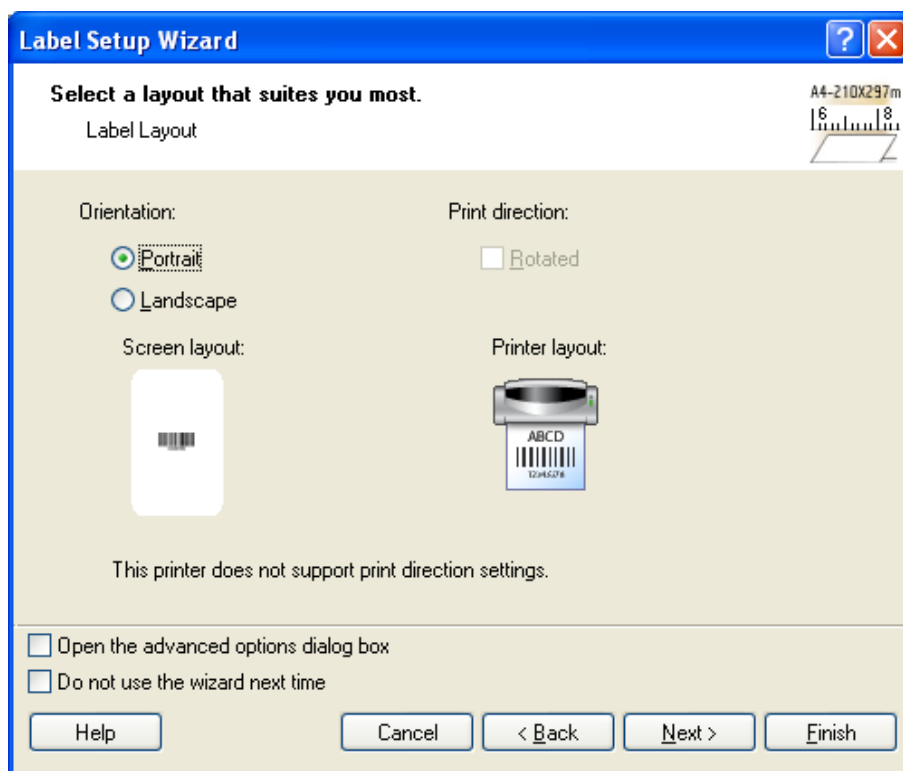 Label Setup Wizard
Select a layout that suites you most.
Label Layout
A4-210X297m
6 8
Orientation:
Print direction:
Portrait
Rotated
Landscape
Screen layout:
Printer layout:
ABCD
This printer does not support print direction settings.
Open the advanced options dialog box
Do not use the wizard next time
Help
Cancel
< Back
Next >
Finish